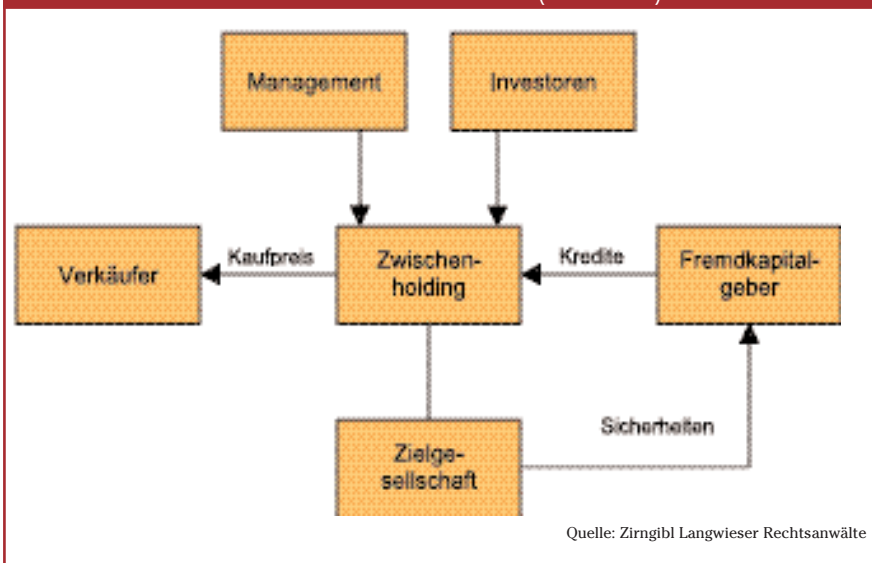 Management
Investoren
Verkäufer
Kaufpreis
Zwischen-
holding
Kredite
Fremdkapital-
geber
Zielge-
sellschaft
Sicherheiten
Quelle: Zirngibl Langwieser Rechtsanwälte